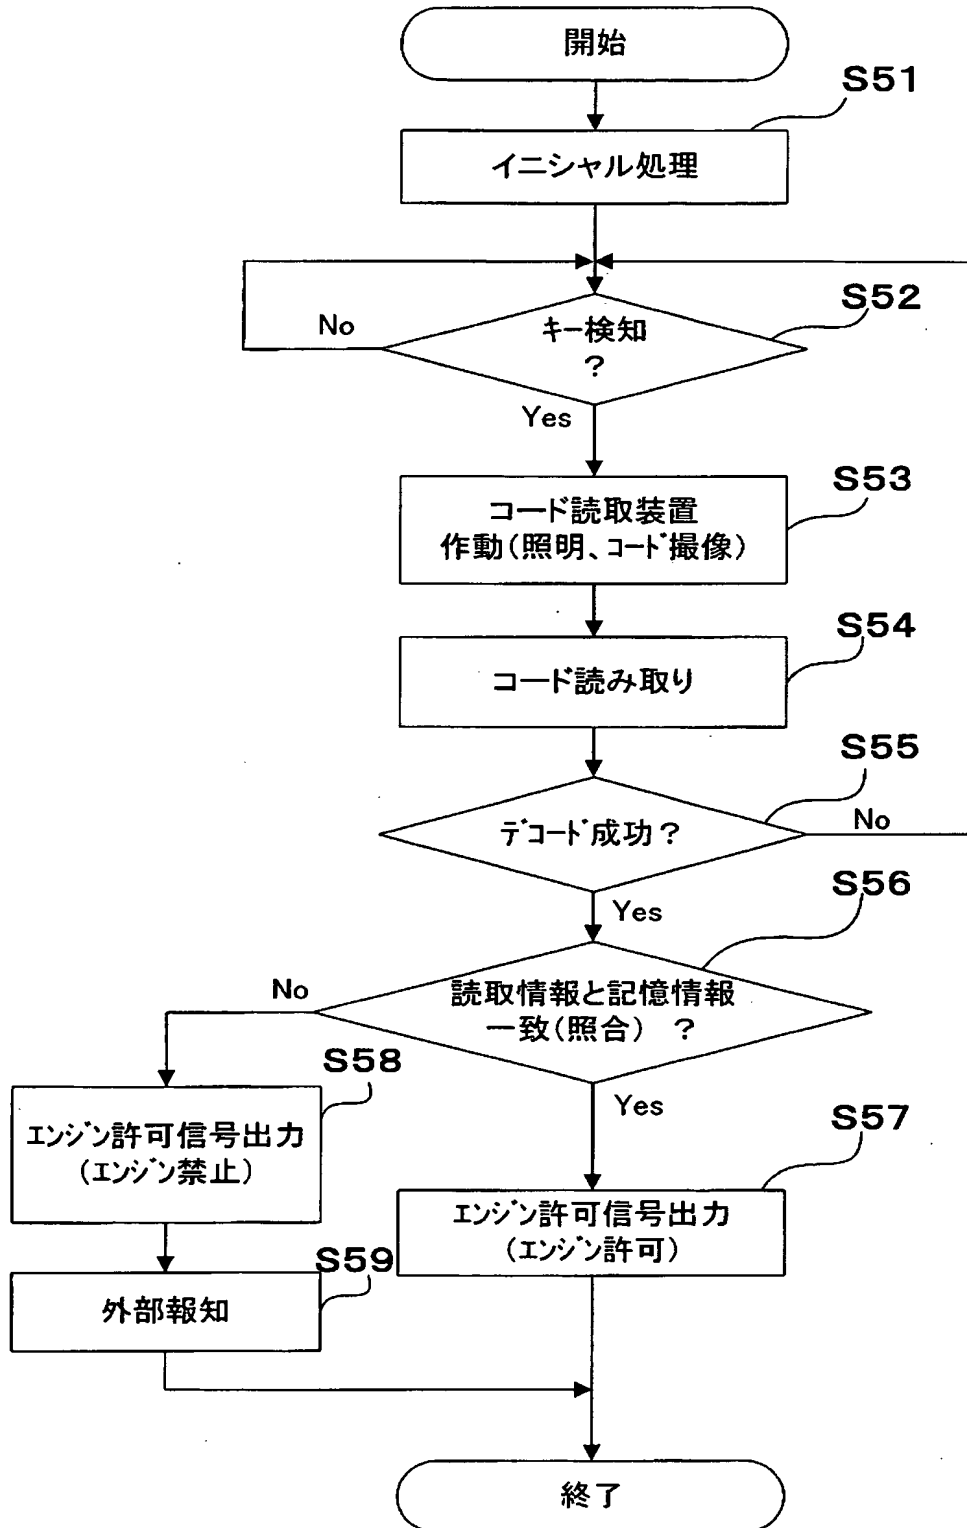 開始
S51
イニシャル処理
S52
No
キー検知
?
Yes
S53
コード読取装置
作動(照明、コード撮像)
S54
コード読み取り
S55
デコード成功?
No
S56
Yes
No
読取情報と記憶情報
一致(照合) ?
S58
Yes
S57
エンジン許可信号出力
(エンジン禁止)
エンジン許可信号出力
(エンジン許可)
S59
外部報知
終了